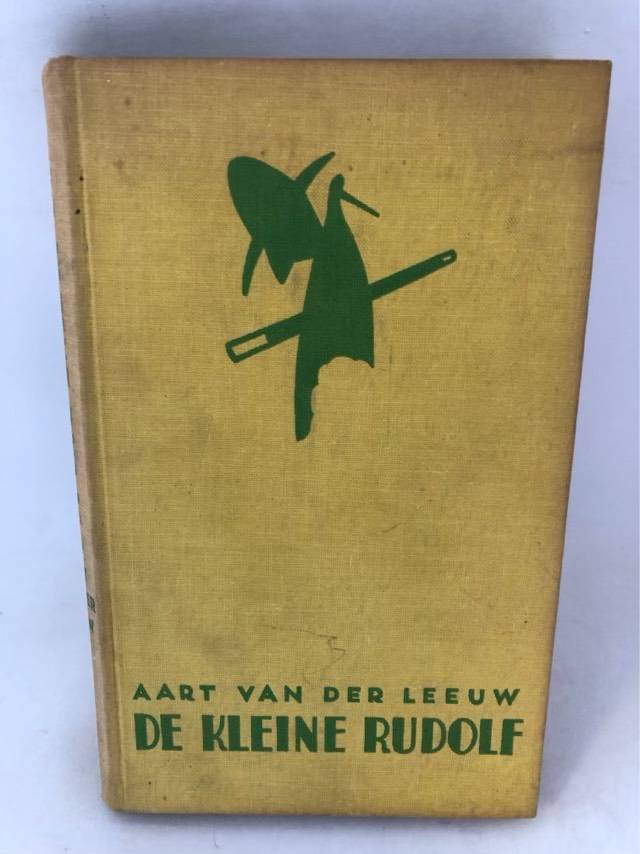 AART VAN DER LEEUW
DE KLEINE RUDOLF